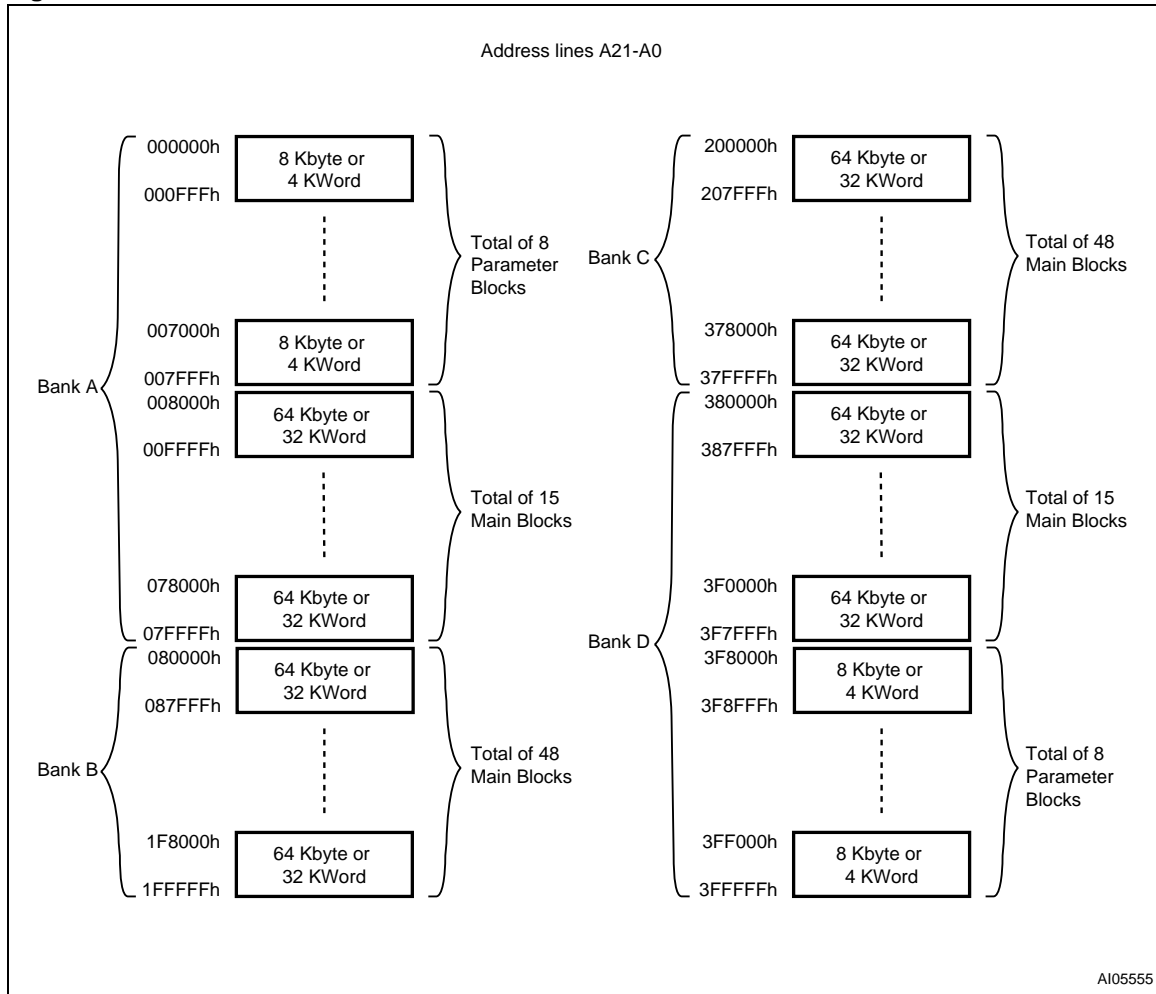 Address lines A21-A0
Bank A
000000h
8 Kbyte or
4 KWord
000FFFh
Total of 8
Parameter
Blocks
007000h
8 Kbyte or
4 KWord
007FFFh
008000h
64 Kbyte or
32 KWord
00FFFFh
Total of 15
Main Blocks
078000h
64 Kbyte or
32 KWord
07FFFFh
Bank B
080000h
64 Kbyte or
32 KWord
087FFFh
Total of 48
Main Blocks
1F8000h
64 Kbyte or
32 KWord
1FFFFFh
Bank C
200000h
64 Kbyte or
32 KWord
207FFFh
Total of 48
Main Blocks
378000h
64 Kbyte or
32 KWord
37FFFFh
Bank D
380000h
64 Kbyte or
32 KWord
387FFFh
Total of 15
Main Blocks
3F0000h
64 Kbyte or
32 KWord
3F7FFFh
3F8000h
8 Kbyte or
4 KWord
3F8FFFh
Total of 8
Parameter
Blocks
3FF000h
8 Kbyte or
4 KWord
3FFFFFh
AI05555